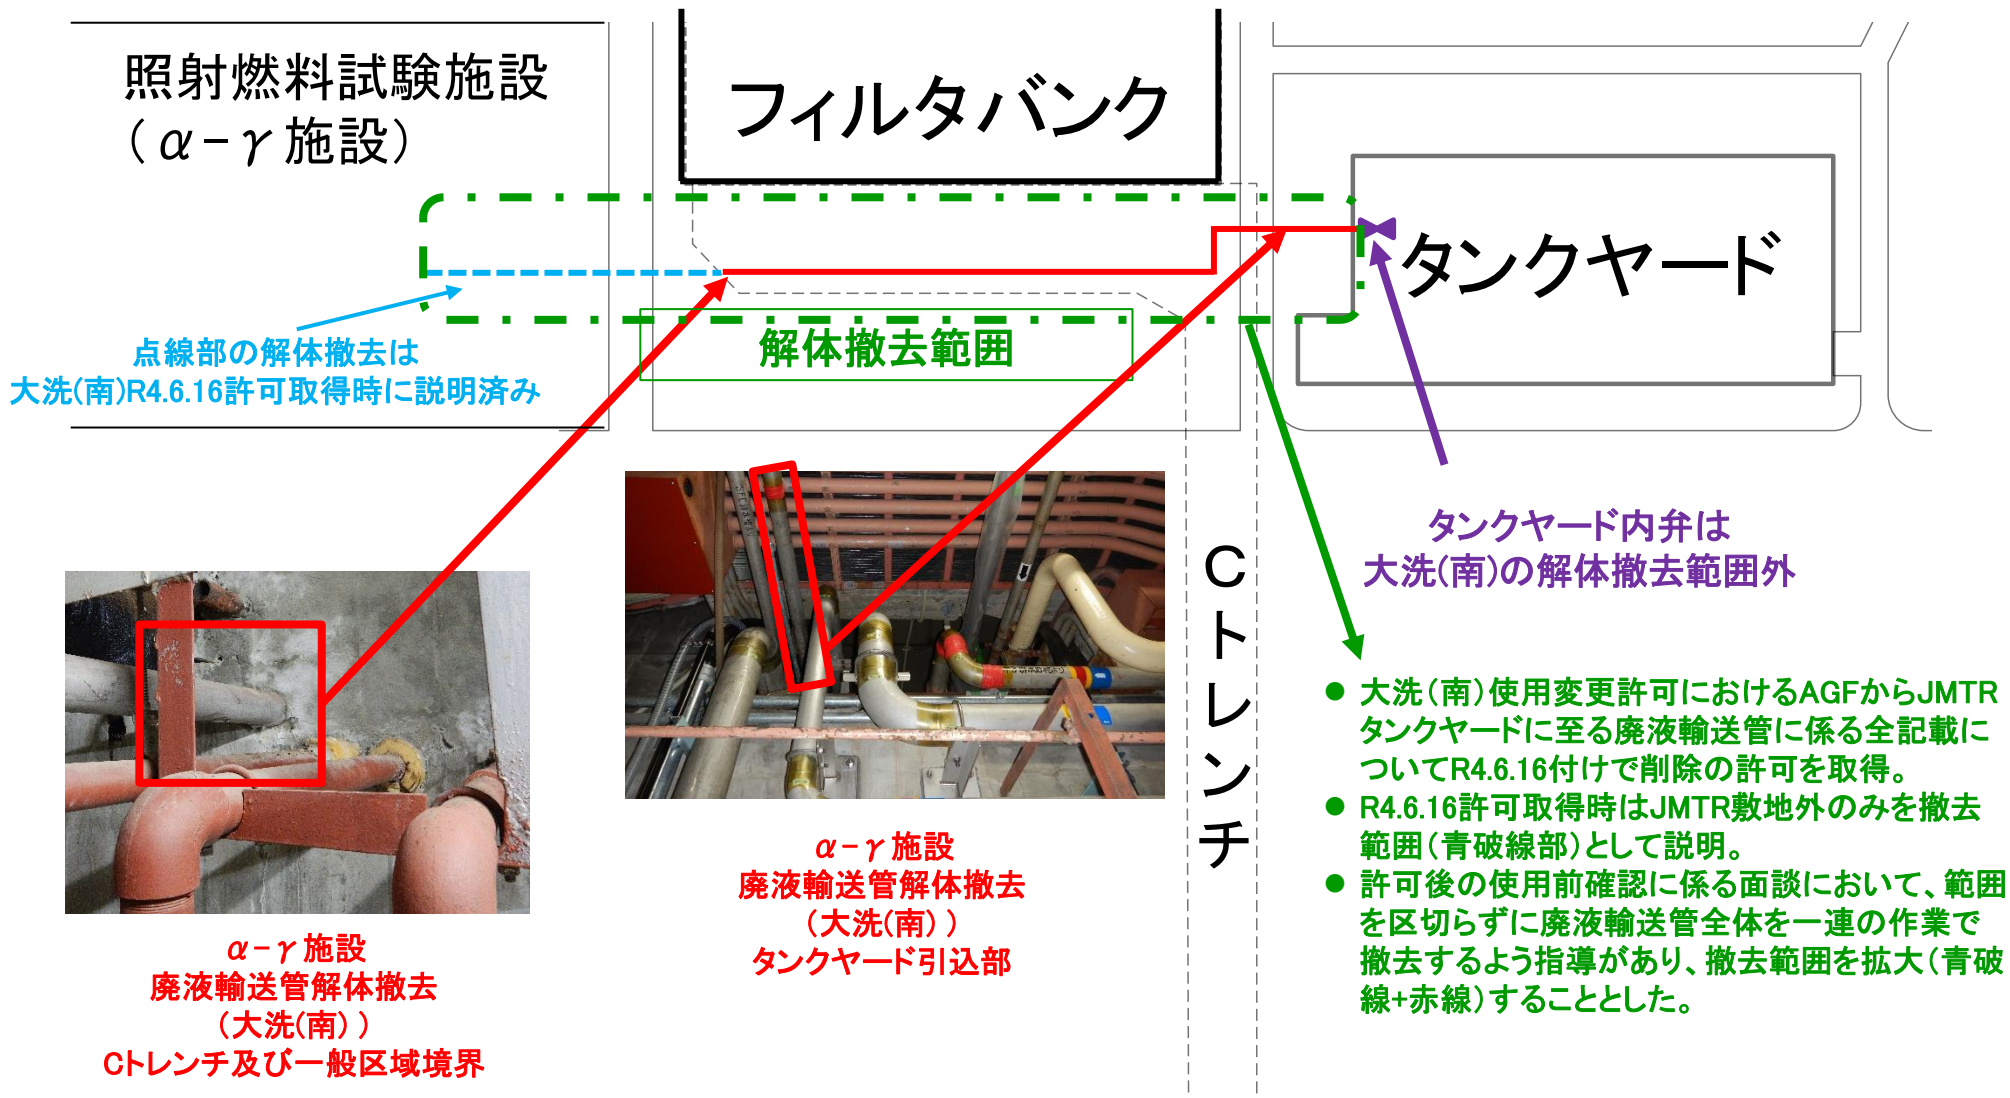 照射燃料試験施設
(α-γ施設)
フィルタバンク
タンクヤード
点線部の解体撤去は
大洗(南)R4.6.16許可取得時に説明済み
解体撤去範囲
タンクヤード内弁は
大洗(南)の解体撤去範囲外
Cトレンチ
α-γ施設
廃液輸送管解体撤去
(大洗(南))
Cトレンチ及び一般区域境界
α-γ施設
廃液輸送管解体撤去
(大洗(南))
タンクヤード引込部
● 大洗(南)使用変更許可におけるAGFからJMTR
タンクヤードに至る廃液輸送管に係る全記載に
ついてR4.6.16付けで削除の許可を取得。
● R4.6.16許可取得時はJMTR敷地外のみを撤去
範囲(青破線部)として説明。
● 許可後の使用前確認に係る面談において、範囲
を区切らずに廃液輸送管全体を一連の作業で
撤去するよう指導があり、撤去範囲を拡大(青破
線+赤線)することとした。